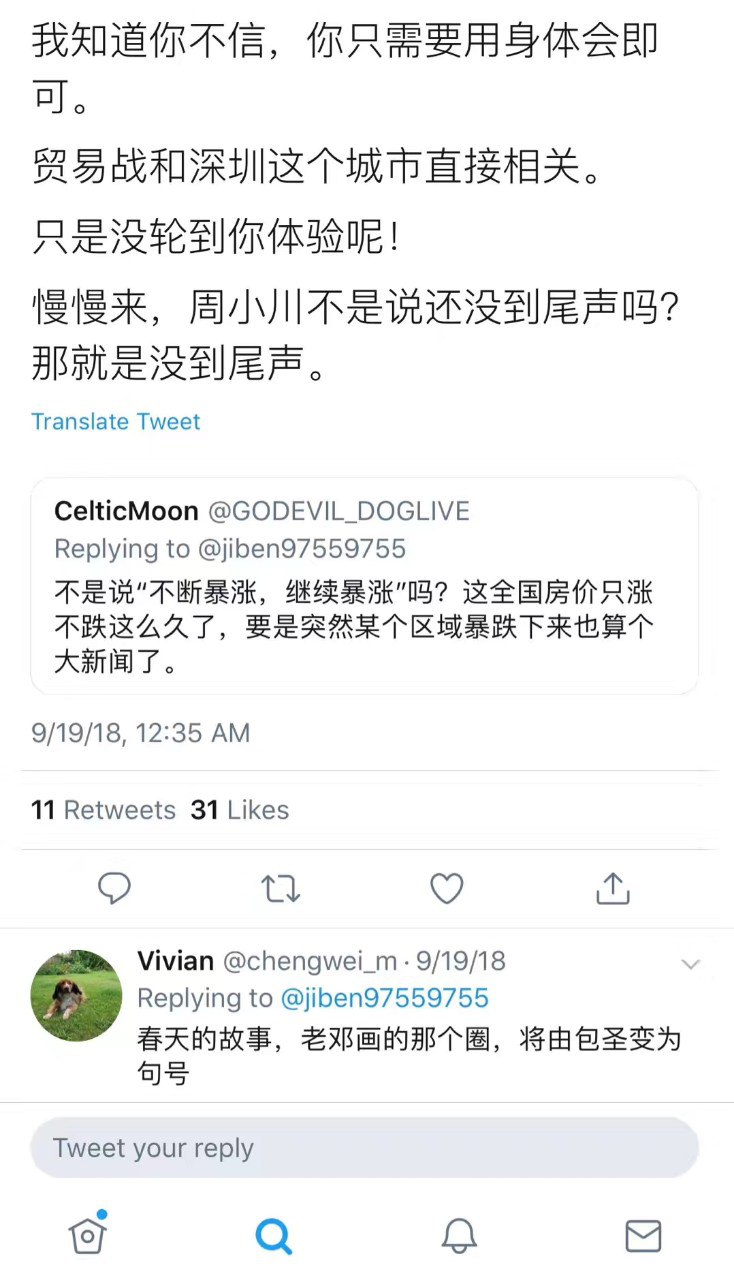 我知道你不信，你只需要用身体会即
可。
贸易战和深圳这个城市直接相关。
只是没轮到你体验呢！
慢慢来，周小川不是说还没到尾声吗？
那就是没到尾声。
Translate Tweet
CelticMoon @GODEVIL_DOGLIVE
Replying to @jiben97559755
不是说“不断暴涨，继续暴涨”吗？这全国房价只涨
不跌这么久了，要是突然某个区域暴跌下来也算个
大新闻了。
9/19/18, 12:35 AM
11 Retweets 31 Likes
Vivian @chengwei_m · 9/19/18
Replying to @jiben97559755
春天的故事，老邓画的那个圈，将由包圣变为
句号
Tweet your reply